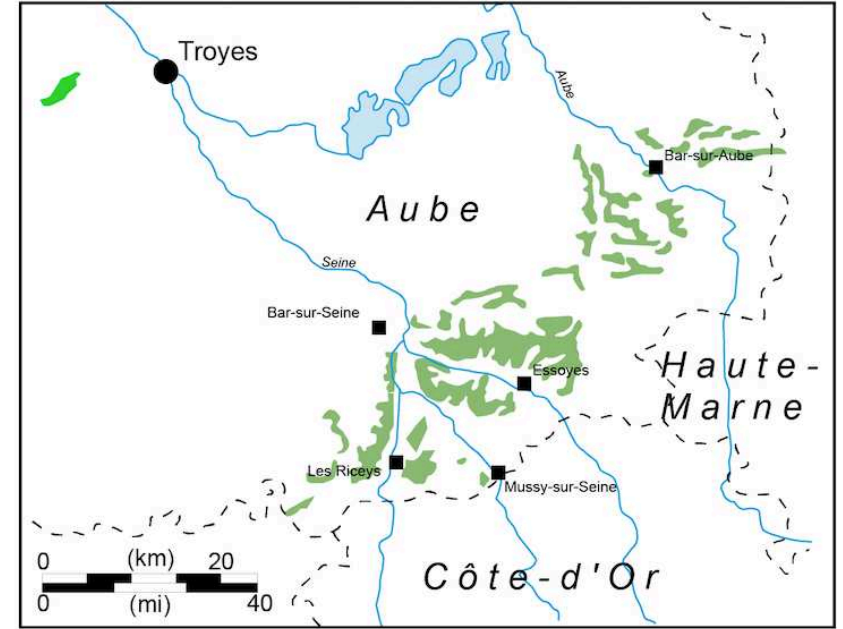 Troyes
Aube
Bar-sur-Aube
Aube
Seine
Bar-sur-Seine
Essoyes
Haute-
Marne
Les Riceys
Mussy-sur-Seine
Côte-d'Or
0 (km) 20
0 (mi) 40